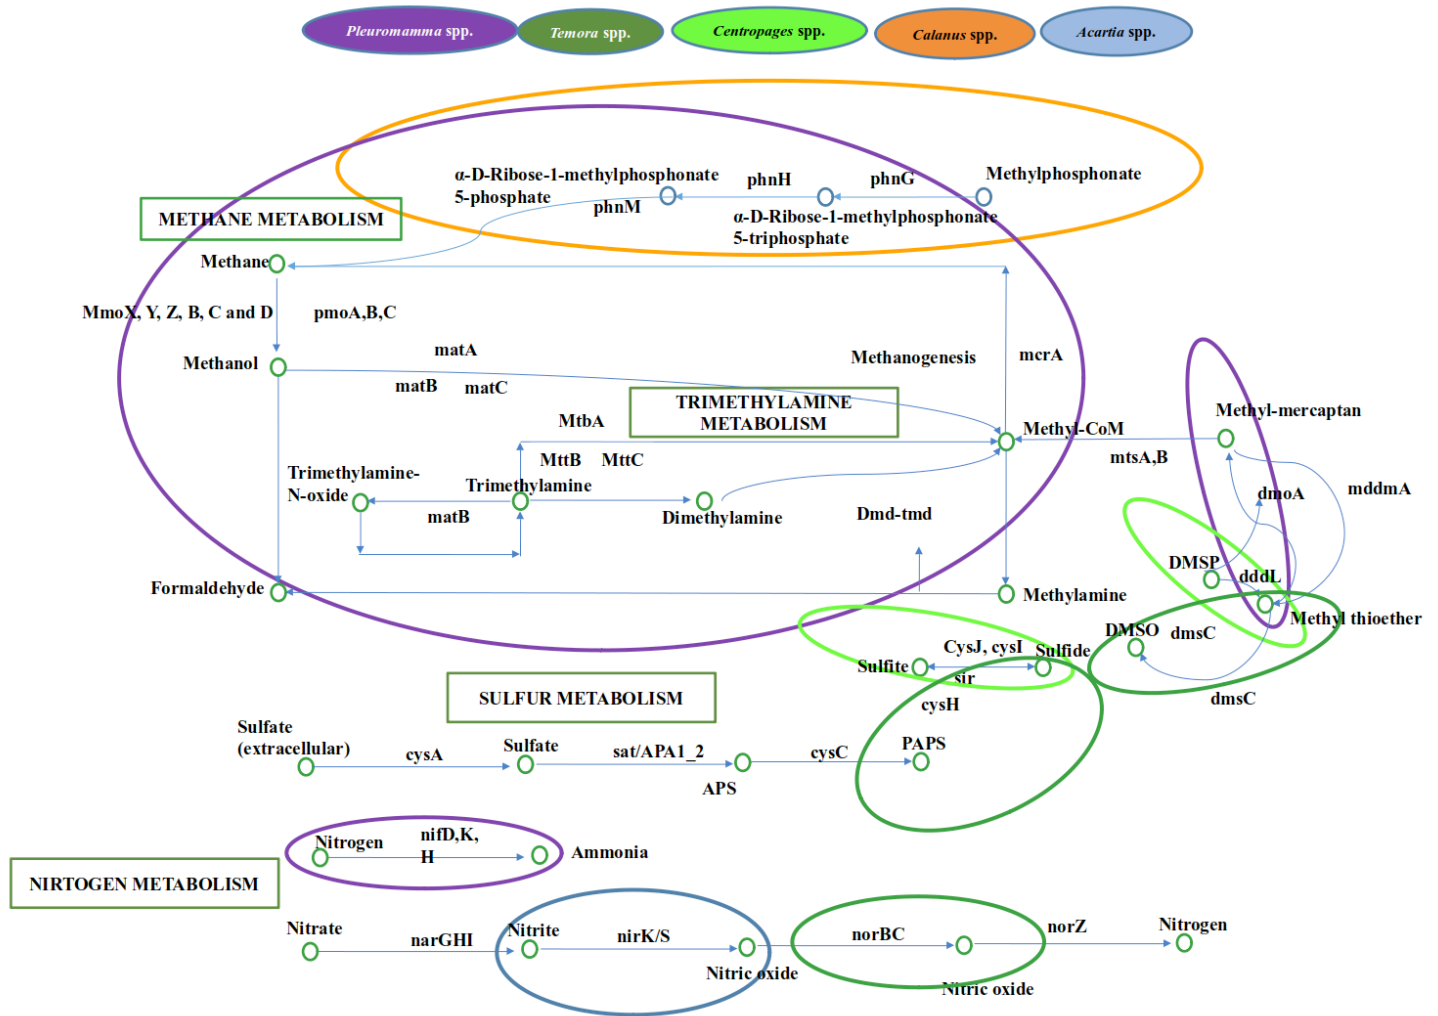 Pleuromamma spp.
Temora spp.
Centropages spp.
Calanus spp.
Acartia spp.
α-D-Ribose-1-methylphosphonate
5-phosphate
phnH
phnG
Methylphosphonate
phnM
α-D-Ribose-1-methylphosphonate
5-triphosphate
METHANE METABOLISM
Methane
MmoX, Y, Z, B, C and D
pmoA,B,C
Methanol
matA
matB
matC
Methanogenesis
mcrA
TRIMETHYLAMINE
METABOLISM
MtbA
MttB
MttC
Methyl-CoM
Methyl-mercaptan
mtsA,B
Trimethylamine-
N-oxide
Trimethylamine
matB
Dimethylamine
Dmd-tmd
dmoA
mddmA
DMSP
dddL
Formaldehyde
Methylamine
Methyl thioether
DMSO
dmsC
dmsC
Sulfite
CysJ, cysI
Sulfide
sir
cysH
SULFUR METABOLISM
Sulfate
(extracellular)
cysA
Sulfate
sat/APA1_2
APS
cysC
PAPS
Nitrogen
nifD,K,
H
Ammonia
NIRTOGEN METABOLISM
Nitrate
narGHI
Nitrite
nirK/S
Nitric oxide
norBC
Nitric oxide
norZ
Nitrogen